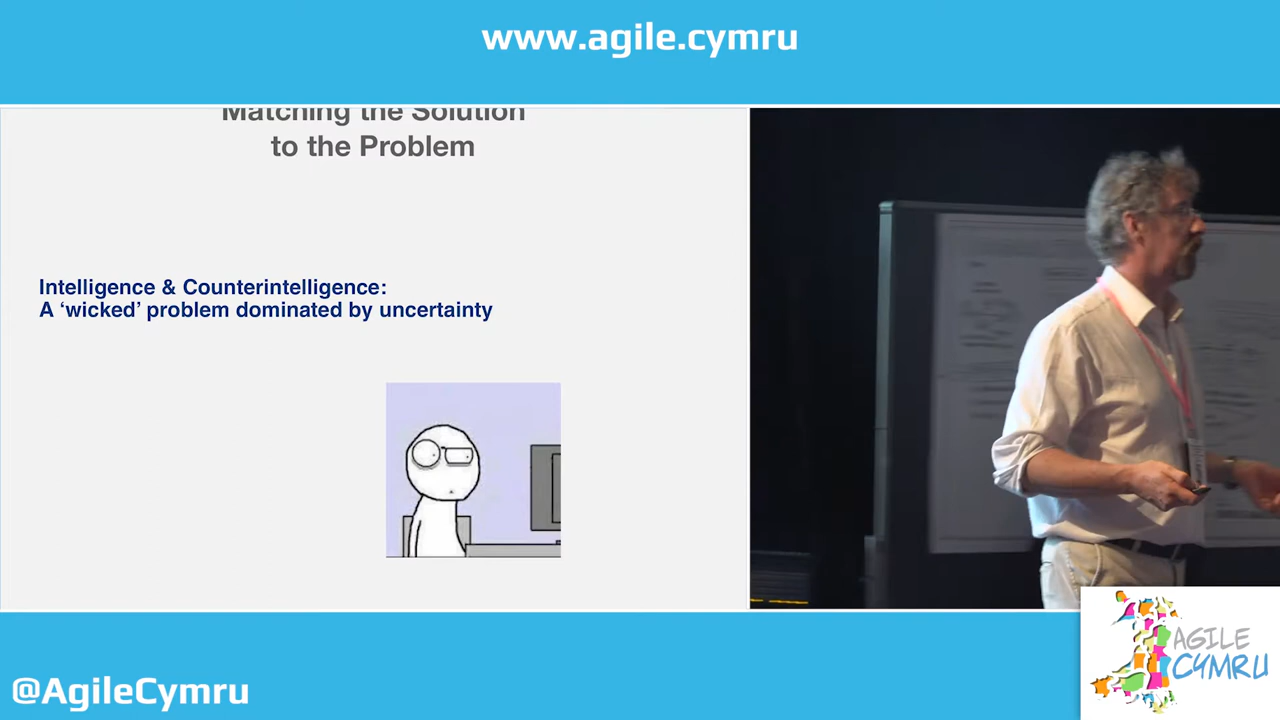 www.agile.cymru
Matching the Solution
to the Problem
Intelligence & Counterintelligence:
A ‘wicked’ problem dominated by uncertainty
@AgileCymru
AGILE
CYMRU